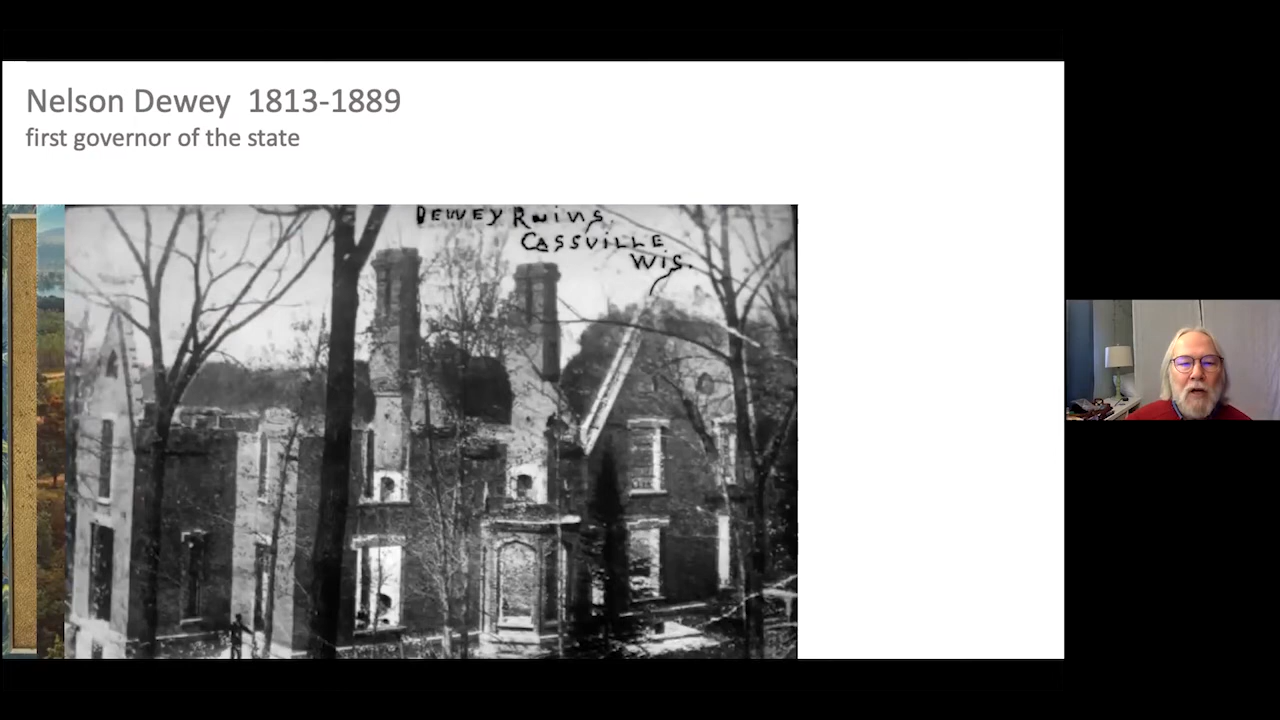 Nelson Dewey 1813-1889
first governor of the state
DEWEY RUiNS.
CASSVILLE
WIS.